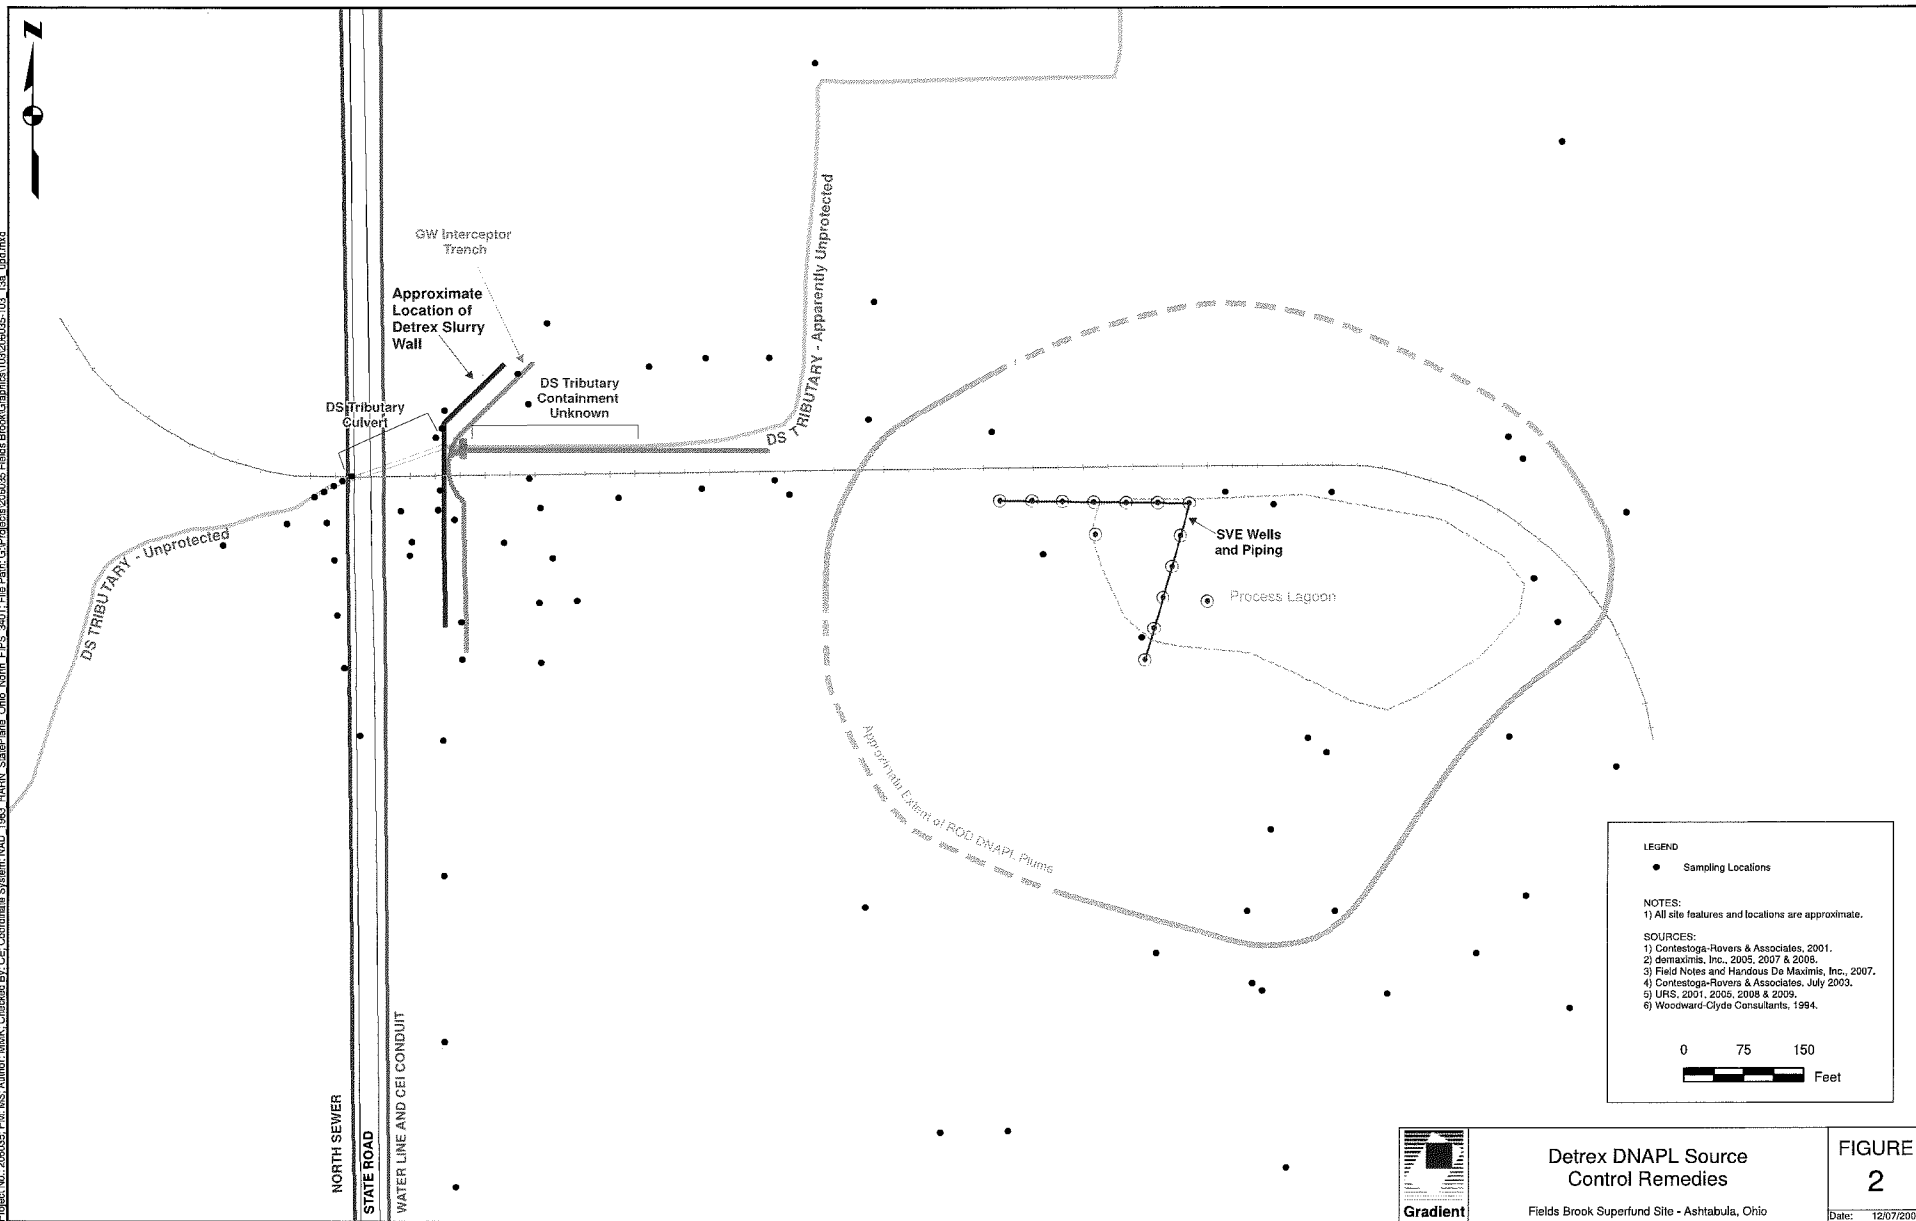 Z
GW Interceptor
Trench
Approximate
Location of
Detrex Slurry
Wall
DS Tributary
Culvert
DS Tributary
Containment
Unknown
DS TRIBUTARY - Apparently Unprotected
DS TRIBUTARY - Unprotected
SVE Wells
and Piping
Process Lagoon
Approximate Extent of ROD DNAPL Plume
NORTH SEWER
STATE ROAD
WATER LINE AND CEI CONDUIT
LEGEND
Sampling Locations
NOTES:
1) All site features and locations are approximate.
SOURCES:
1) Contestoga-Rovers & Associates, 2001.
2) demaximis, Inc., 2005, 2007 & 2008.
3) Field Notes and Handous De Maximis, Inc., 2007.
4) Contestoga-Rovers & Associates, July 2003.
5) URS, 2001, 2005, 2008 & 2009.
6) Woodward-Clyde Consultants, 1994.
0 75 150
Feet
Gradient
Detrex DNAPL Source
Control Remedies
Fields Brook Superfund Site - Ashtabula, Ohio
FIGURE
2
Date: 12/07/200